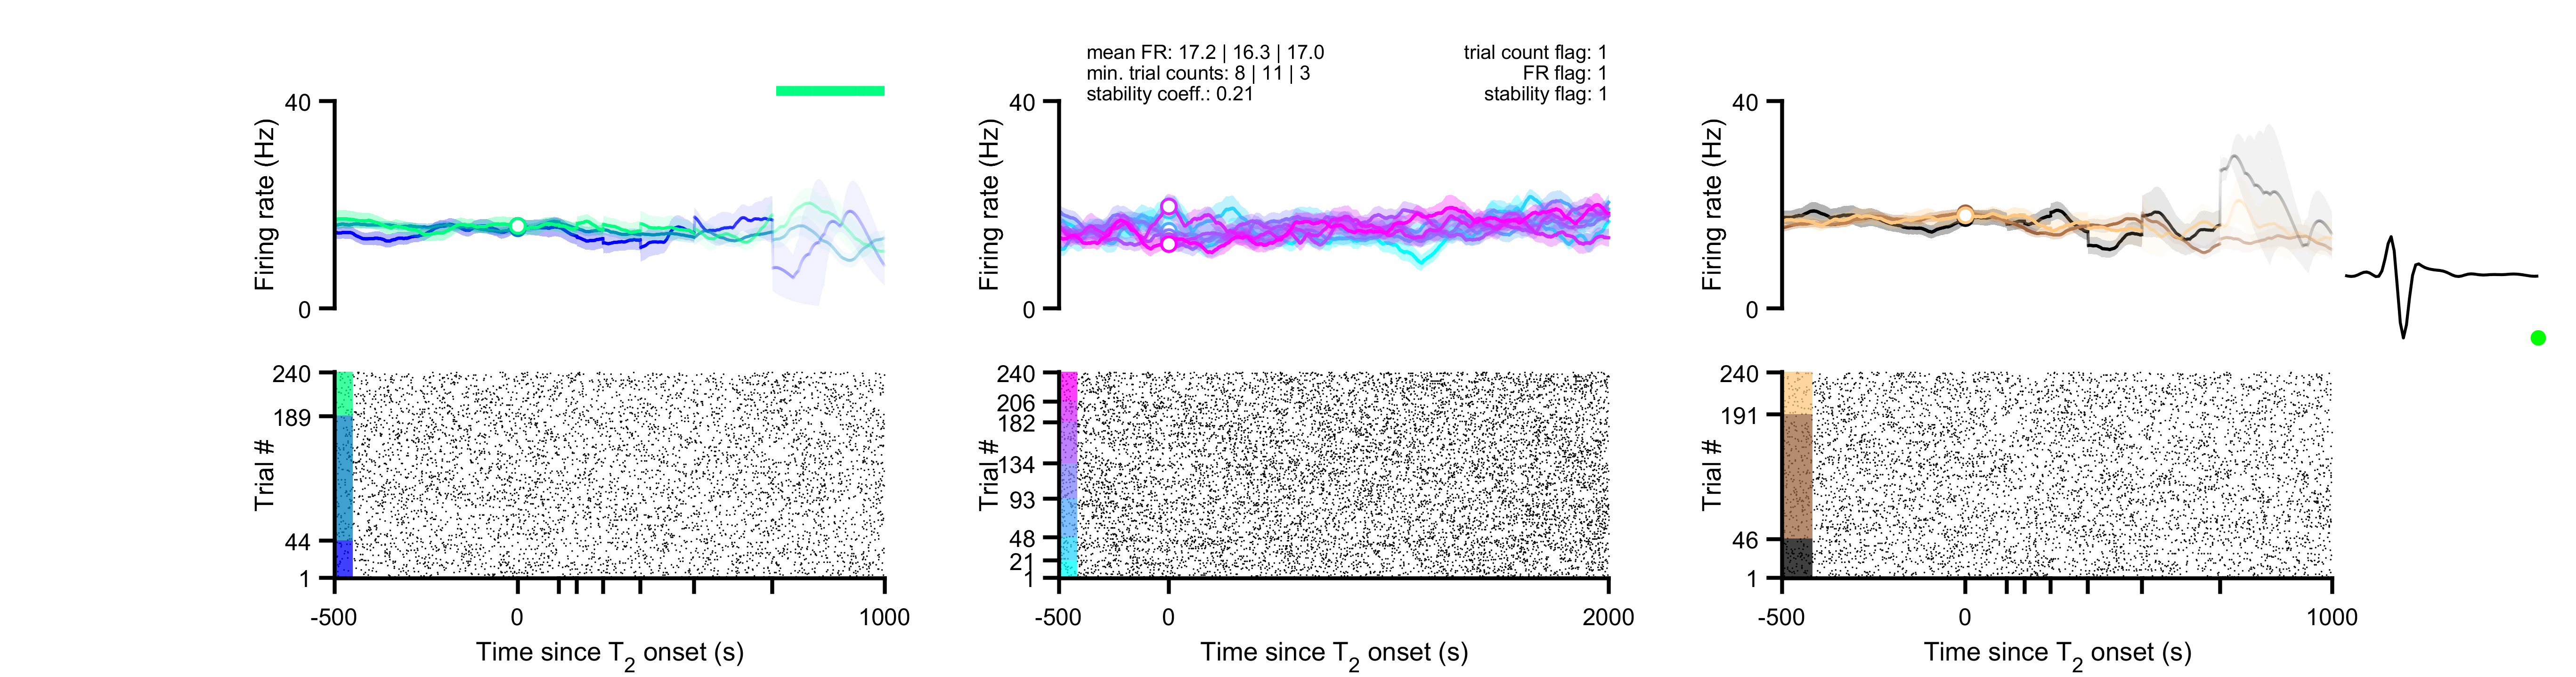 mean FR: 17.2 | 16.3 | 17.0
min. trial counts: 8 | 11 | 3
stability coeff.: 0.21
trial count flag: 1
FR flag: 1
stability flag: 1
40
0
Firing rate (Hz)
40
0
Firing rate (Hz)
40
0
Firing rate (Hz)
240
189
44
1
Trial #
-500
0
1000
Time since T2 onset (s)
240
206
182
134
93
48
21
1
Trial #
-500
0
2000
Time since T2 onset (s)
240
191
46
1
Trial #
-500
0
1000
Time since T2 onset (s)